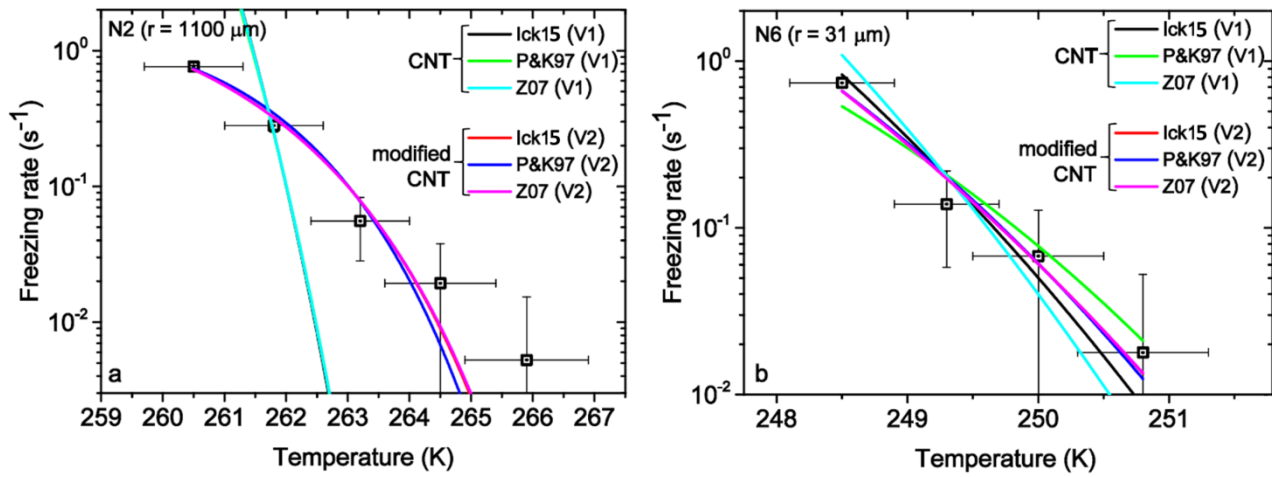 N2 (r = 1100 μm)
Ick15 (V1)
CNT
P&K97 (V1)
Z07 (V1)
Ick15 (V2)
modified
CNT
P&K97 (V2)
Z07 (V2)
Freezing rate (s⁻¹)
10⁰
10⁻¹
10⁻²
a
259 260 261 262 263 264 265 266 267
Temperature (K)
N6 (r = 31 μm)
Ick15 (V1)
CNT
P&K97 (V1)
Z07 (V1)
Ick15 (V2)
modified
CNT
P&K97 (V2)
Z07 (V2)
Freezing rate (s⁻¹)
10⁰
10⁻¹
10⁻²
b
248 249 250 251
Temperature (K)